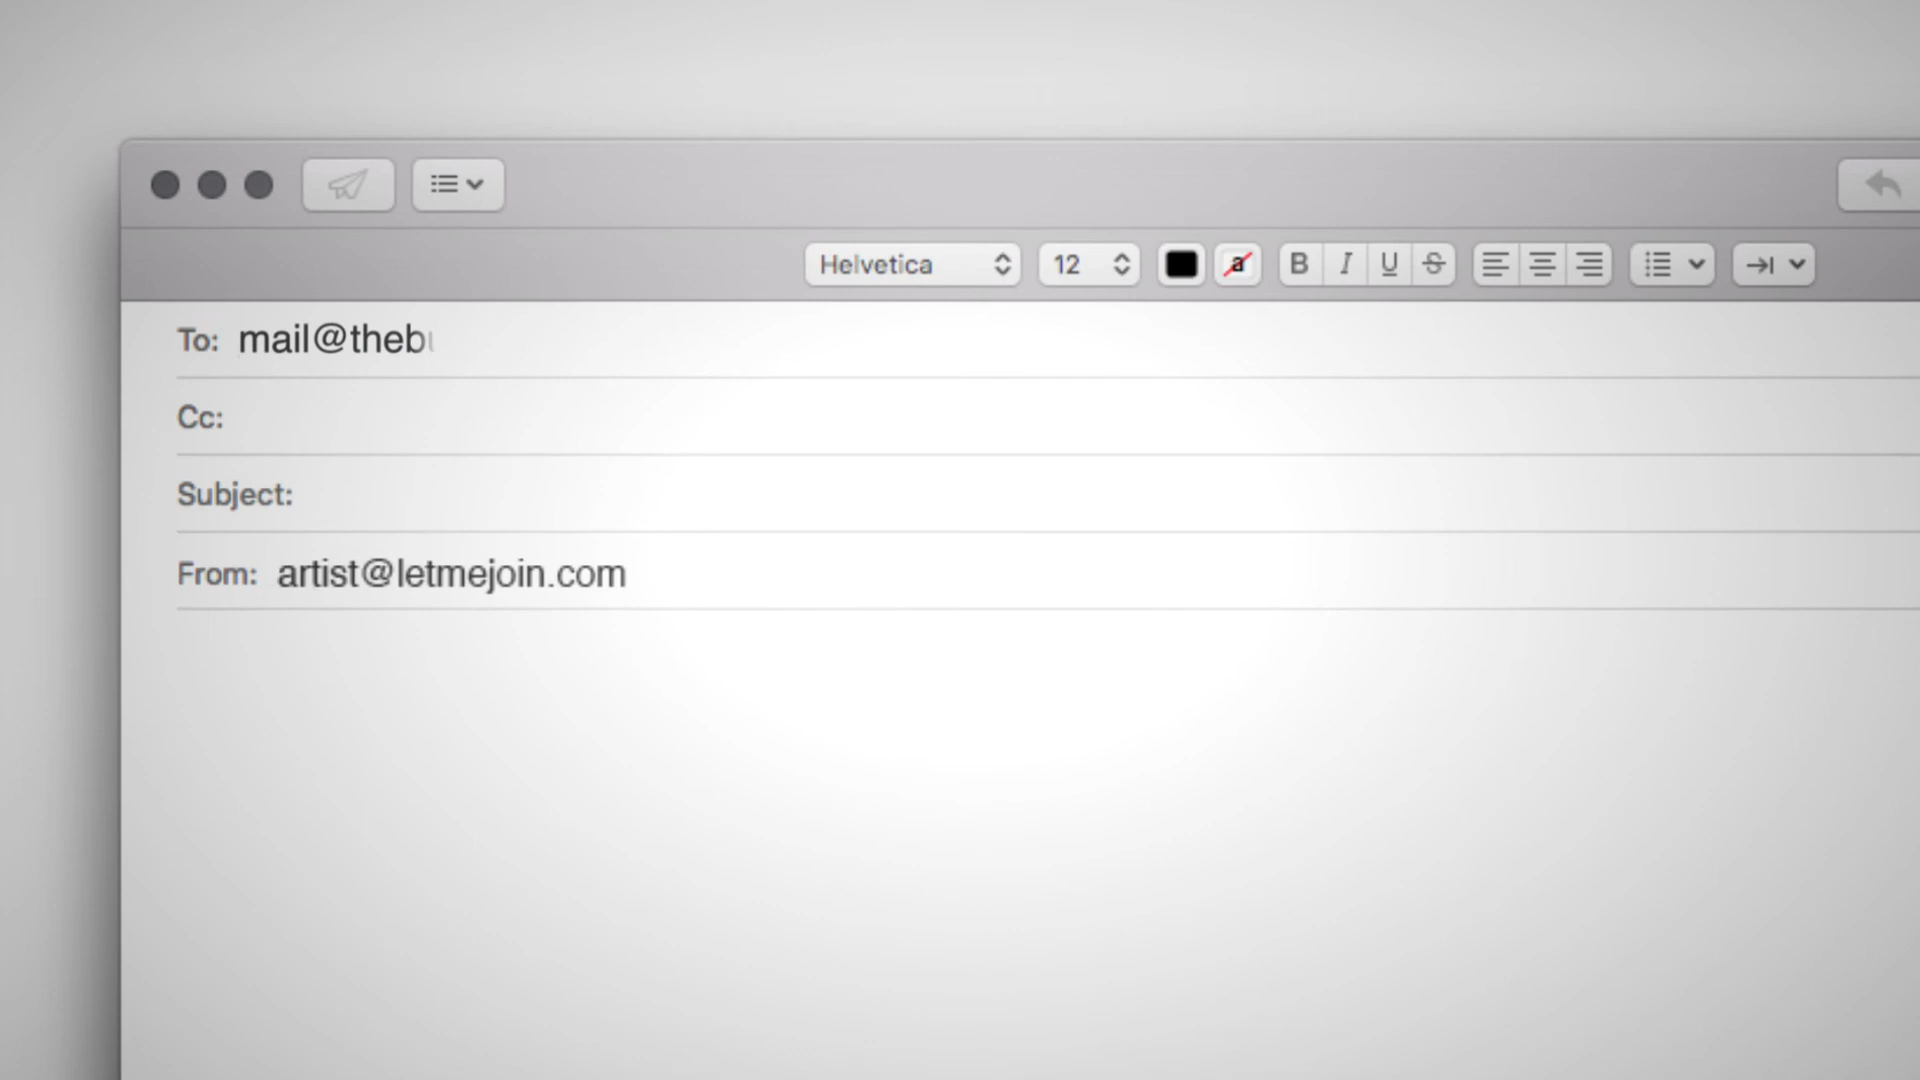 Helvetica 12 a B I U S
To: mail@theb
Cc:
Subject:
From: artist@letmejoin.com